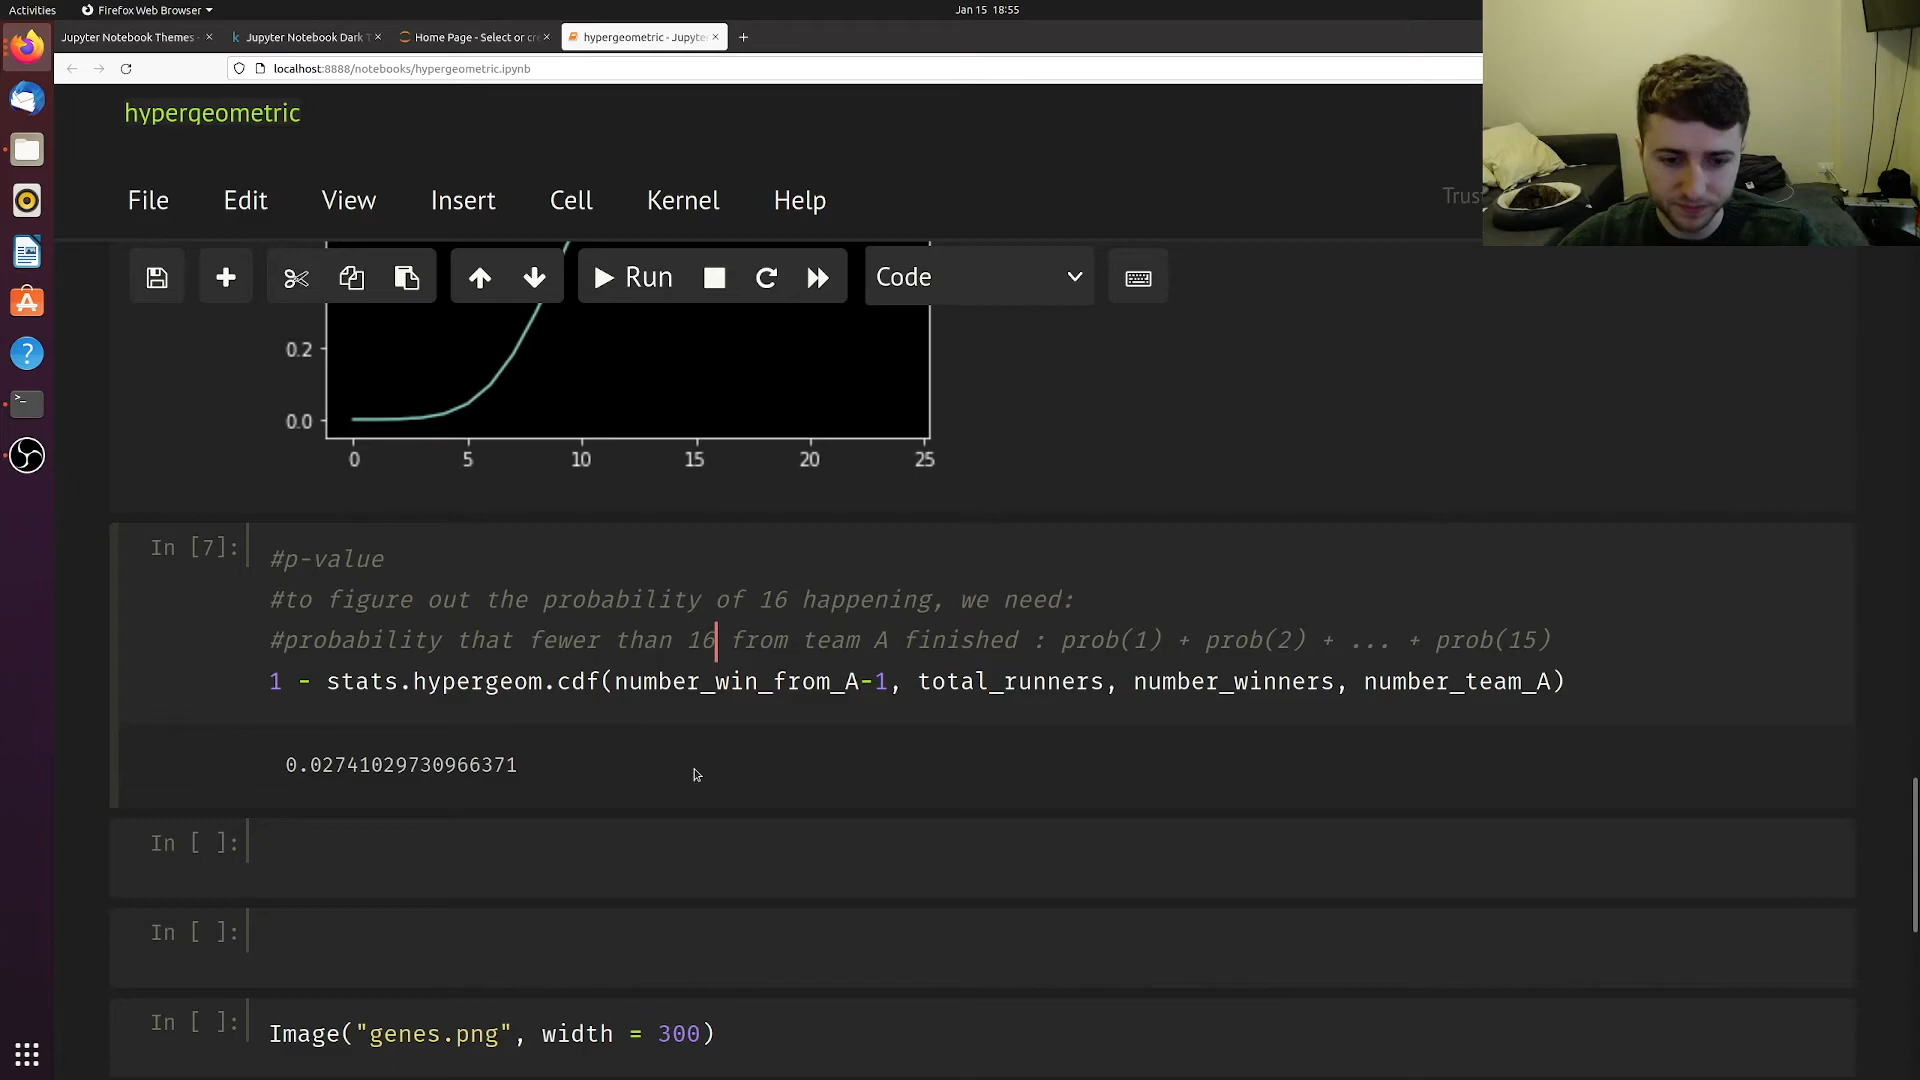 Activities
Firefox Web Browser
Jan 15 18:55
Jupyter Notebook Themes
Jupyter Notebook Dark T
Home Page - Select or cre
hypergeometric - Jupyter
localhost:8888/notebooks/hypergeometric.ipynb
hypergeometric
File Edit View Insert Cell Kernel Help
Trus
Run
Code
0.2
0.0
0 5 10 15 20 25
In [7]:
#p-value
#to figure out the probability of 16 happening, we need:
#probability that fewer than 16 from team A finished : prob(1) + prob(2) + ... + prob(15)
1 - stats.hypergeom.cdf(number_win_from_A-1, total_runners, number_winners, number_team_A)
0.02741029730966371
In [ ]:
In [ ]:
In [ ]:
Image("genes.png", width = 300)